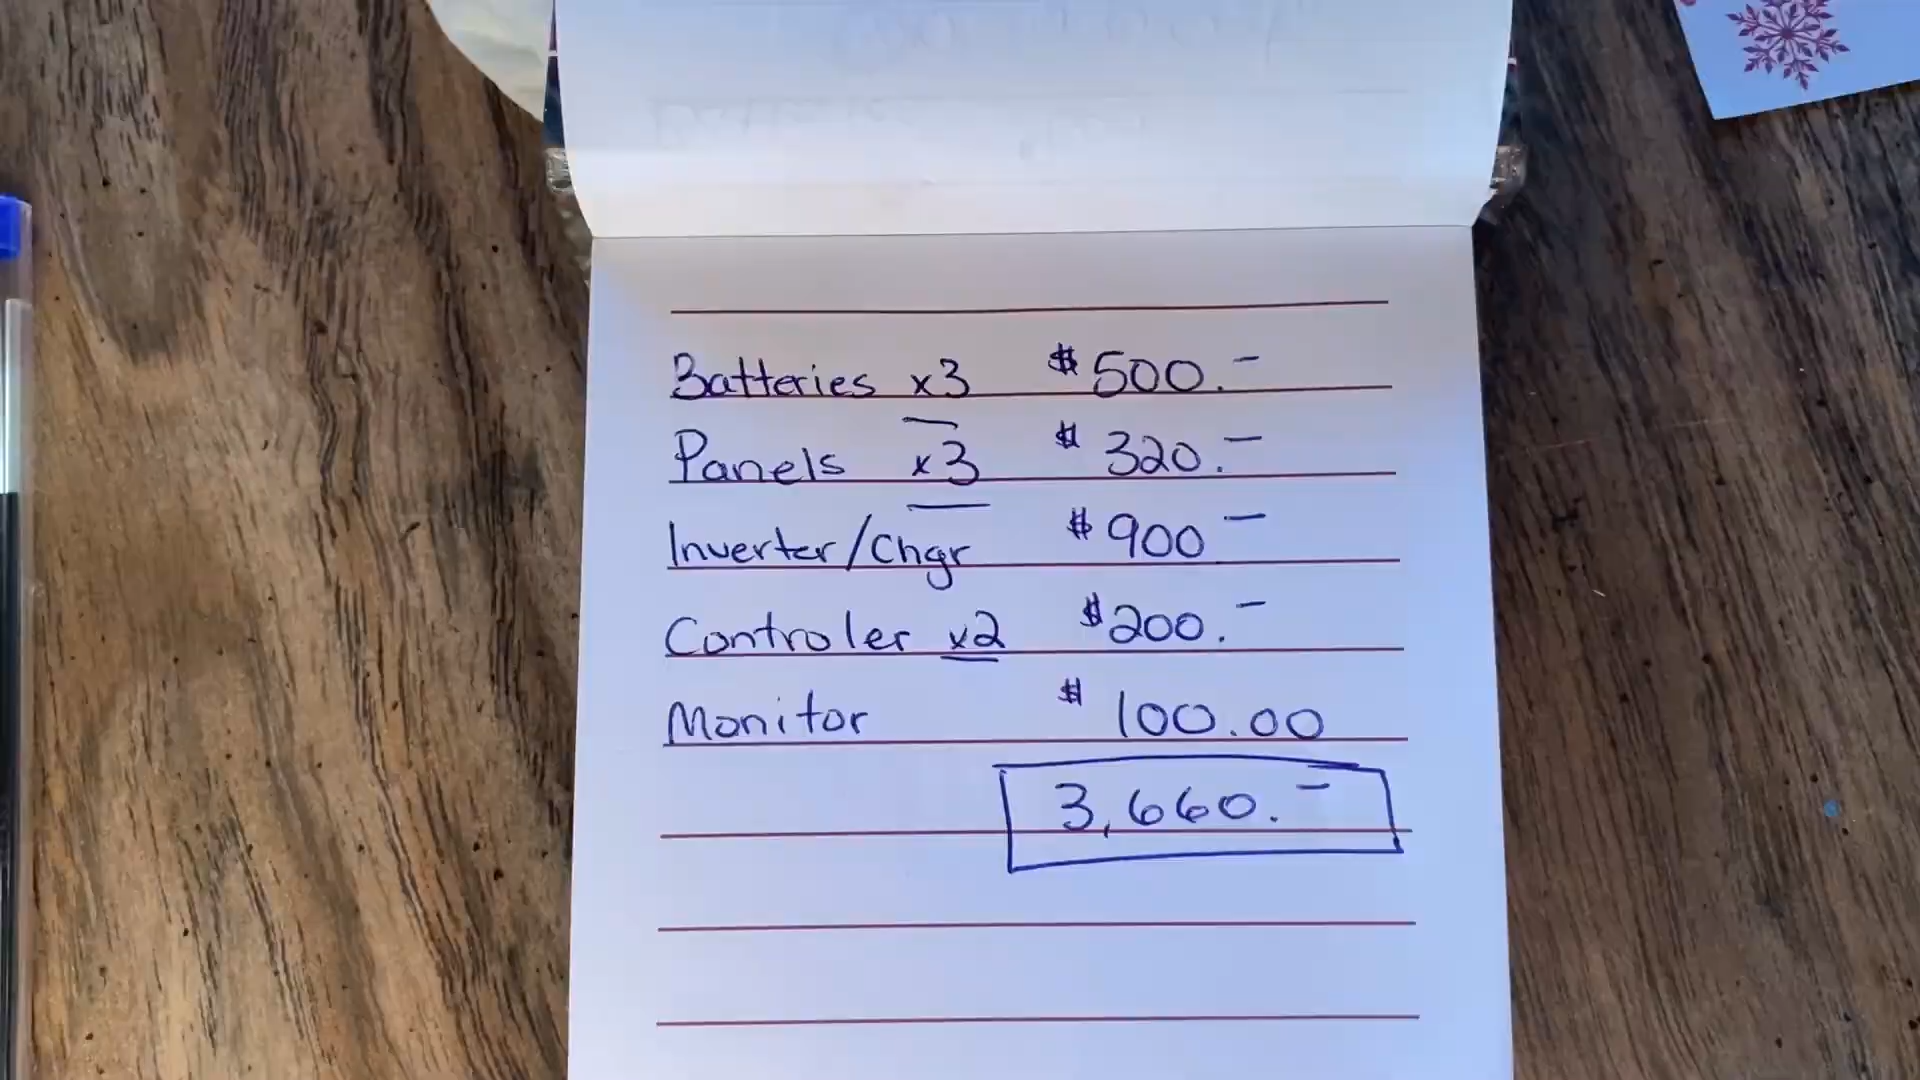 Batteries x3 $500.-
Panels x3 $320.-
Inverter/Chgr $900-
Controler x2 $200.-
Monitor $100.00
3,660.-